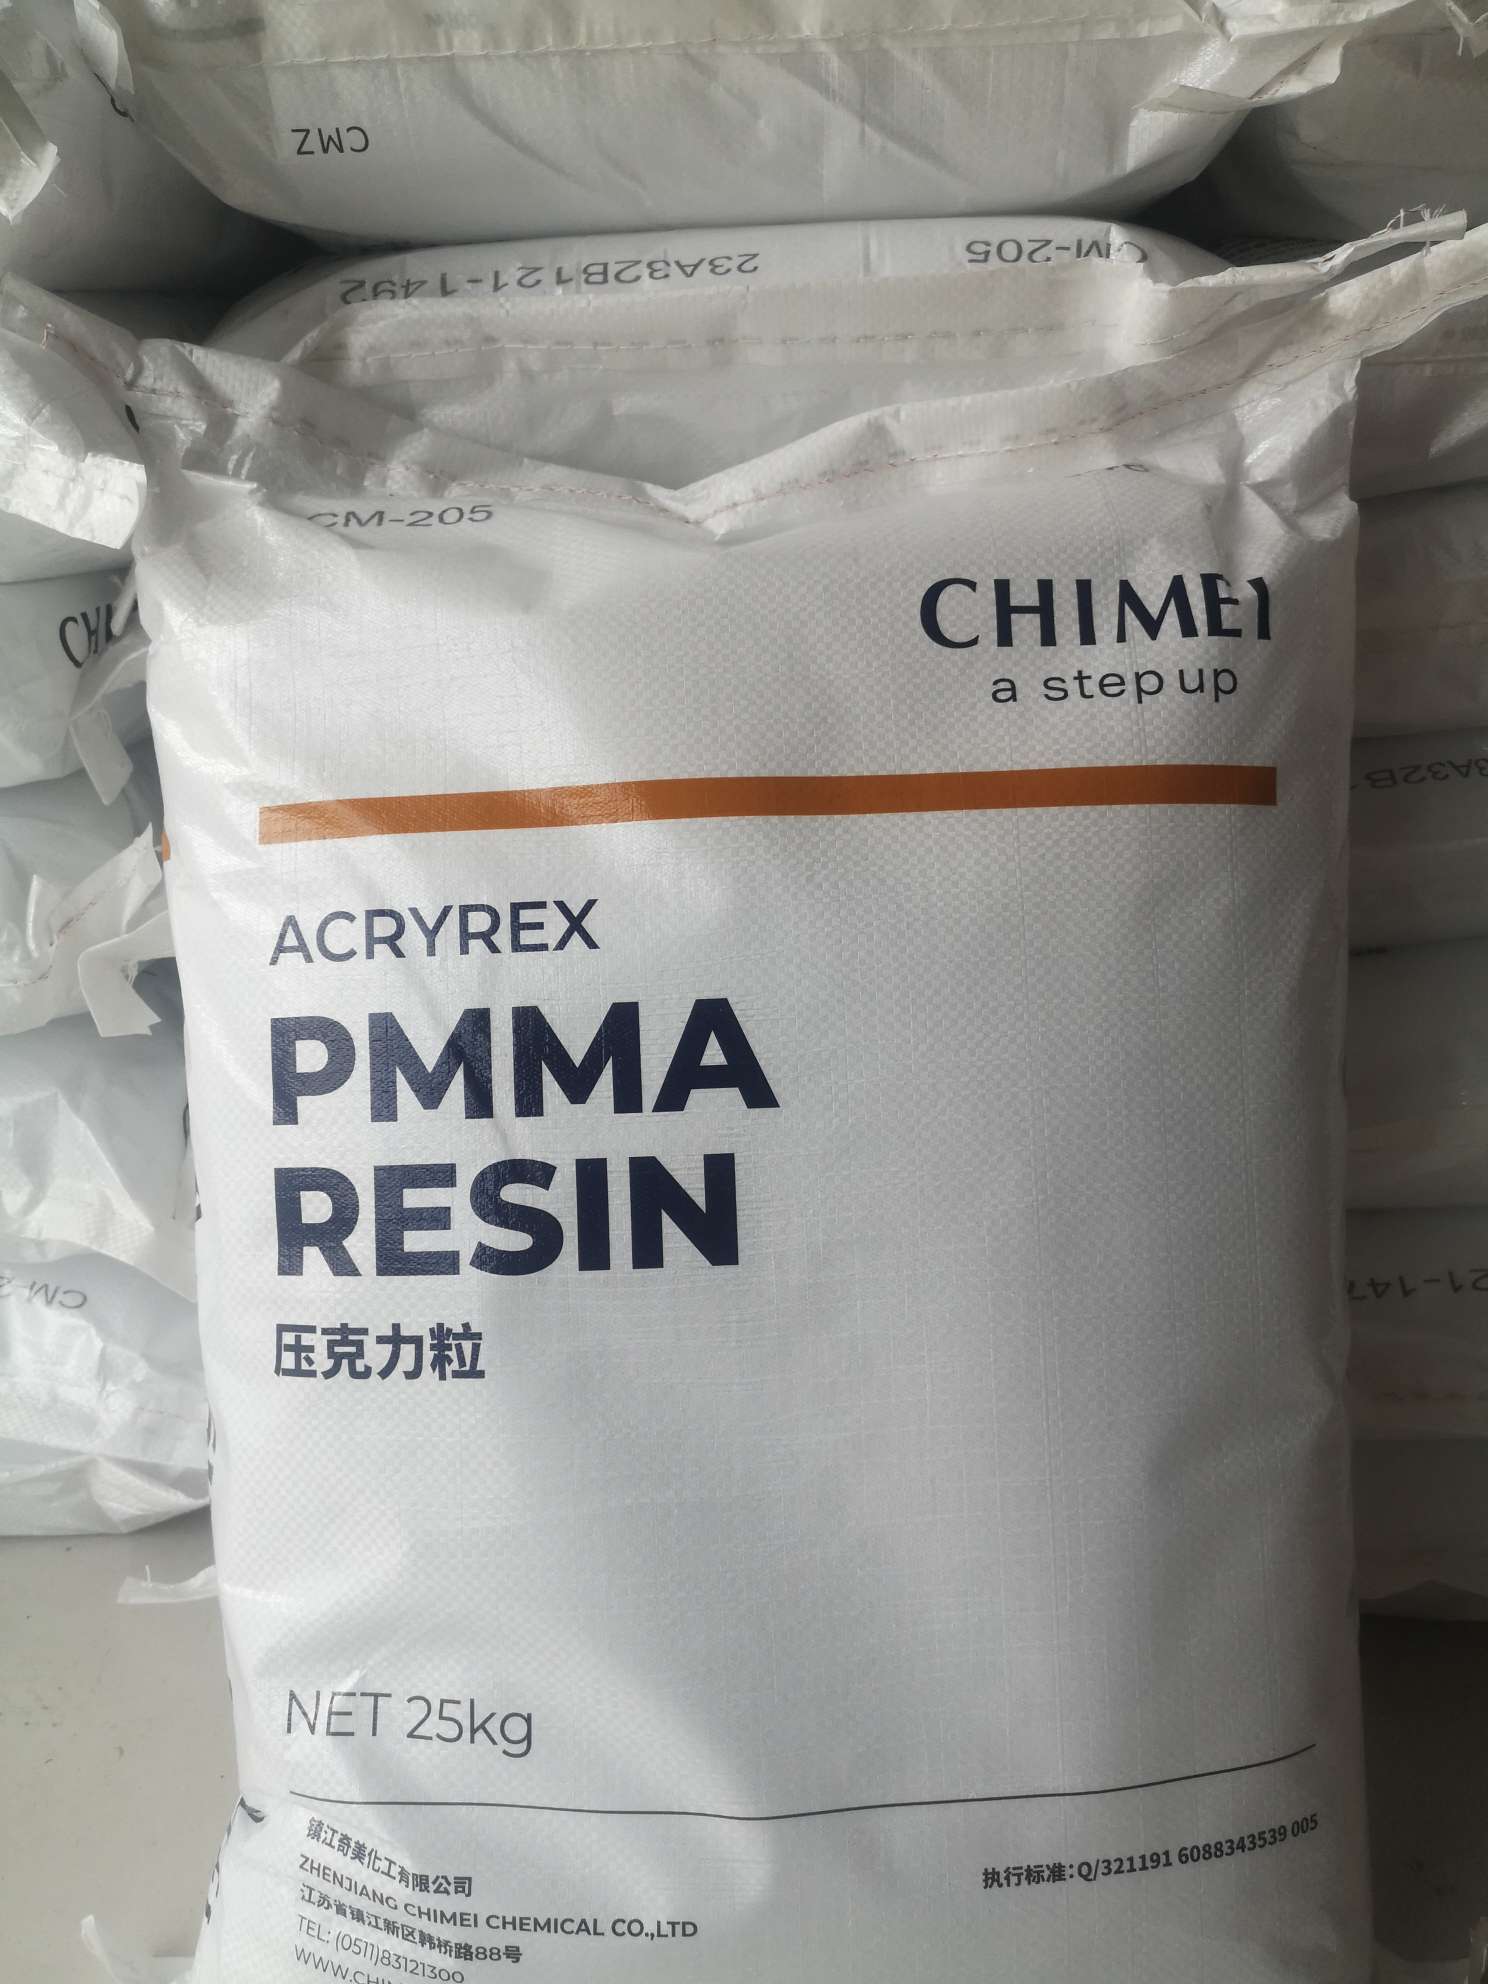 CMZ
23A32B121-1492
CM-205
CM-205
CHIMEI
a step up
ACRYREX
PMMA
RESIN
压克力粒
NET 25kg
镇江奇美化工有限公司
ZHENJIANG CHIMEI CHEMICAL CO.,LTD
江苏省镇江新区韩桥路88号
TEL: (0511)83121300
执行标准：Q/321191 6088343539 005